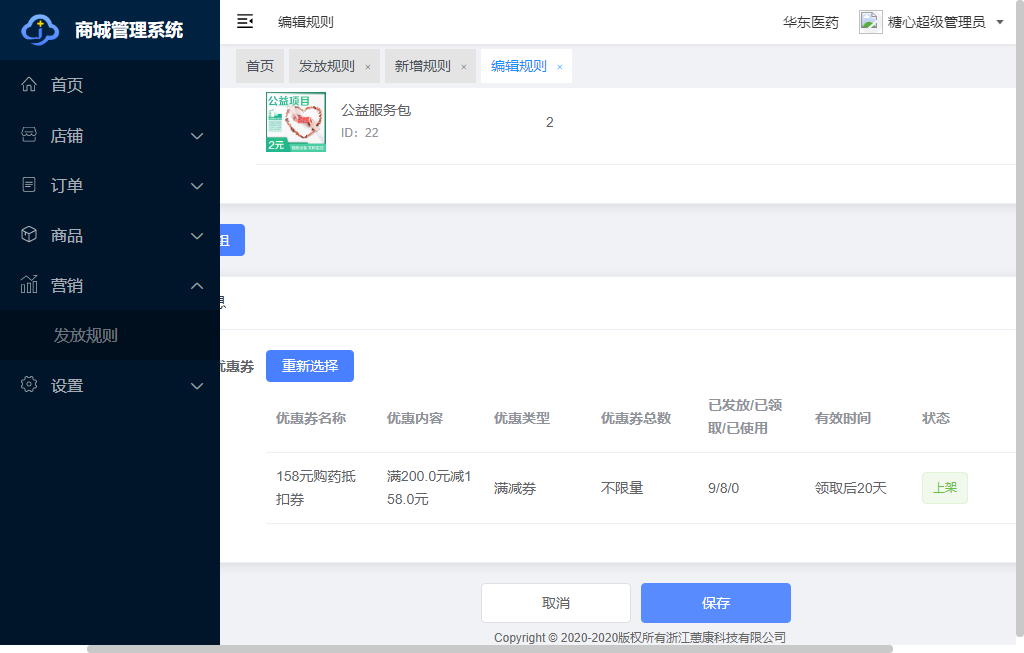 商城管理系统
编辑规则
华东医药
糖心超级管理员
首页
发放规则 ×
新增规则 ×
编辑规则 ×
首页
店铺
订单
商品
营销
发放规则
设置
公益项目
2元
公益服务包
ID：22
2
组
息
优惠券
重新选择
优惠券名称
优惠内容
优惠类型
优惠券总数
已发放/已领
取/已使用
有效时间
状态
158元购药抵
扣券
满200.0元减1
58.0元
满减券
不限量
9/8/0
领取后20天
上架
取消
保存
Copyright © 2020-2020版权所有浙江蒽康科技有限公司